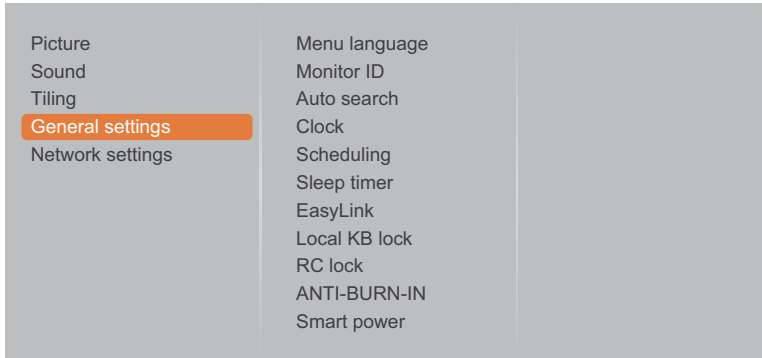 Picture
Sound
Tiling
General settings
Network settings
Menu language
Monitor ID
Auto search
Clock
Scheduling
Sleep timer
EasyLink
Local KB lock
RC lock
ANTI-BURN-IN
Smart power